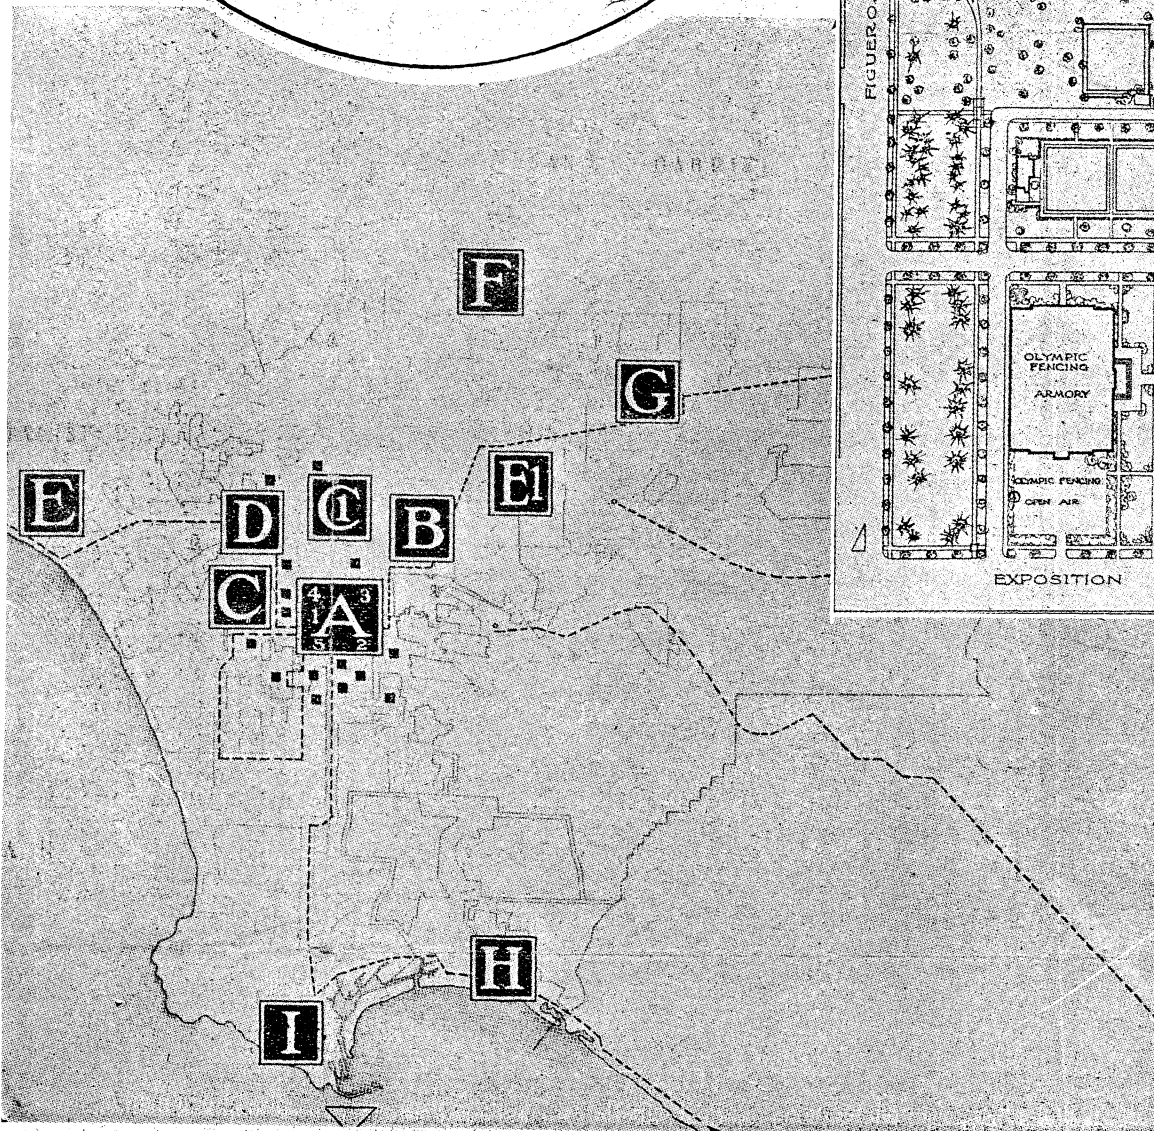 F
G
E
D
C1
B
E1
C
4 3
1 A
5 2
H
I
FIGUERO
OLYMPIC
FENCING
ARMORY
OLYMPIC FENCING
OPEN AIR
EXPOSITION